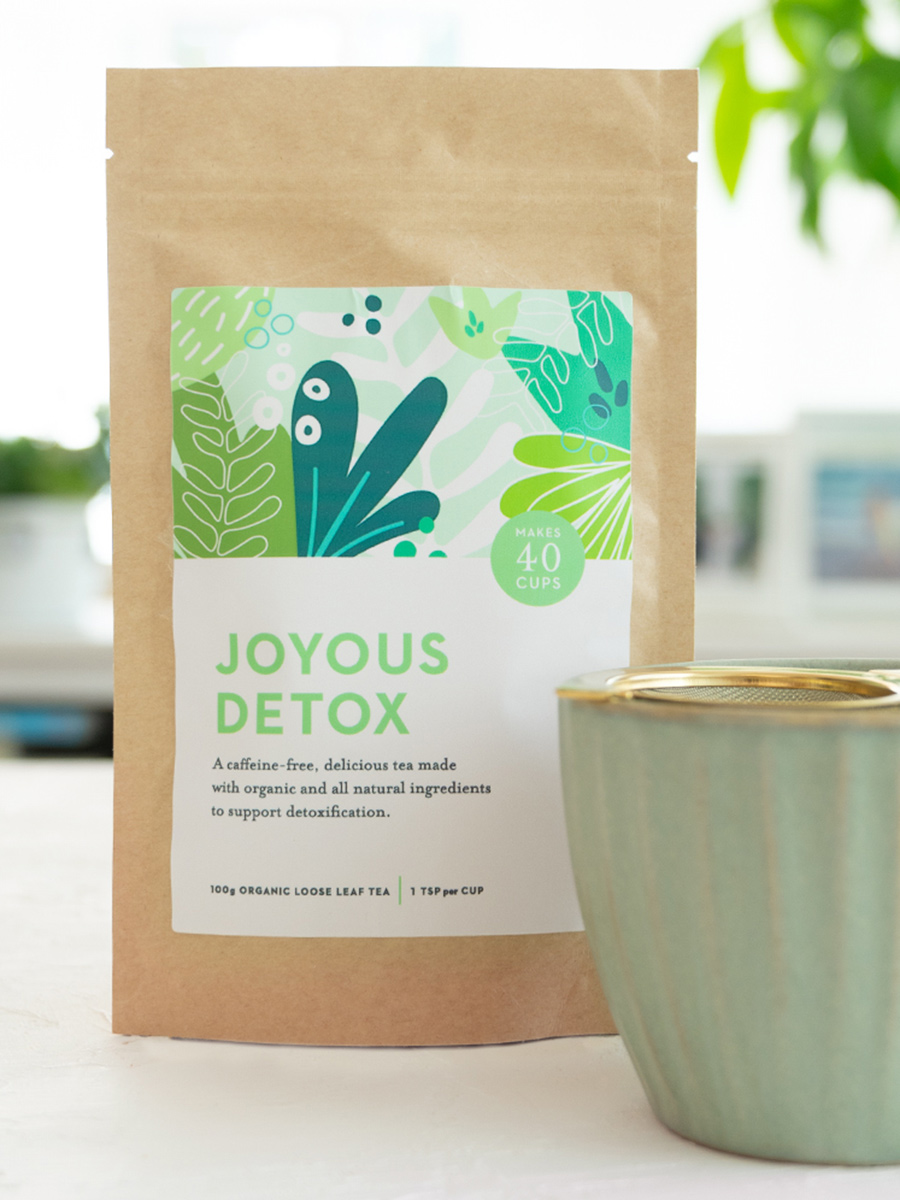 MAKES
40
CUPS
JOYOUS
DETOX
A caffeine-free, delicious tea made
with organic and all natural ingredients
to support detoxification.
100g ORGANIC LOOSE LEAF TEA | 1 TSP per CUP